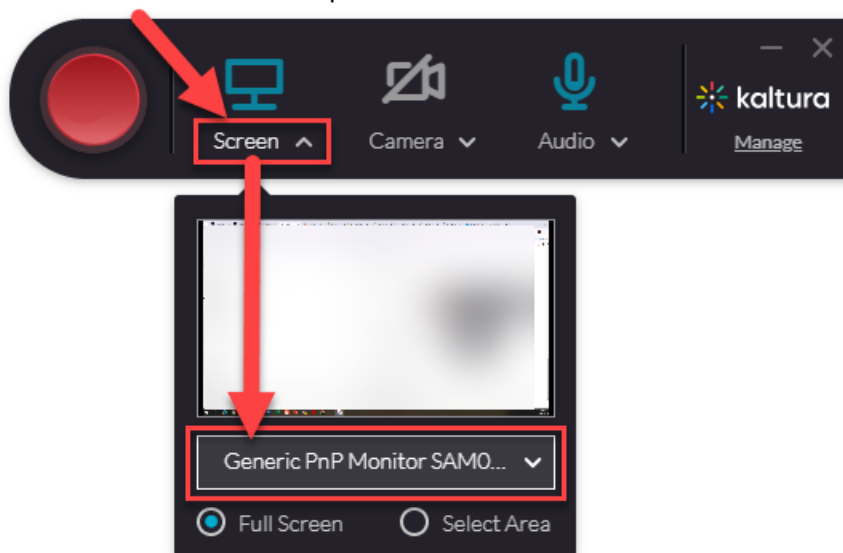 kaltura
Screen Camera Audio Manage
Generic PnP Monitor SAM0...
Full Screen Select Area